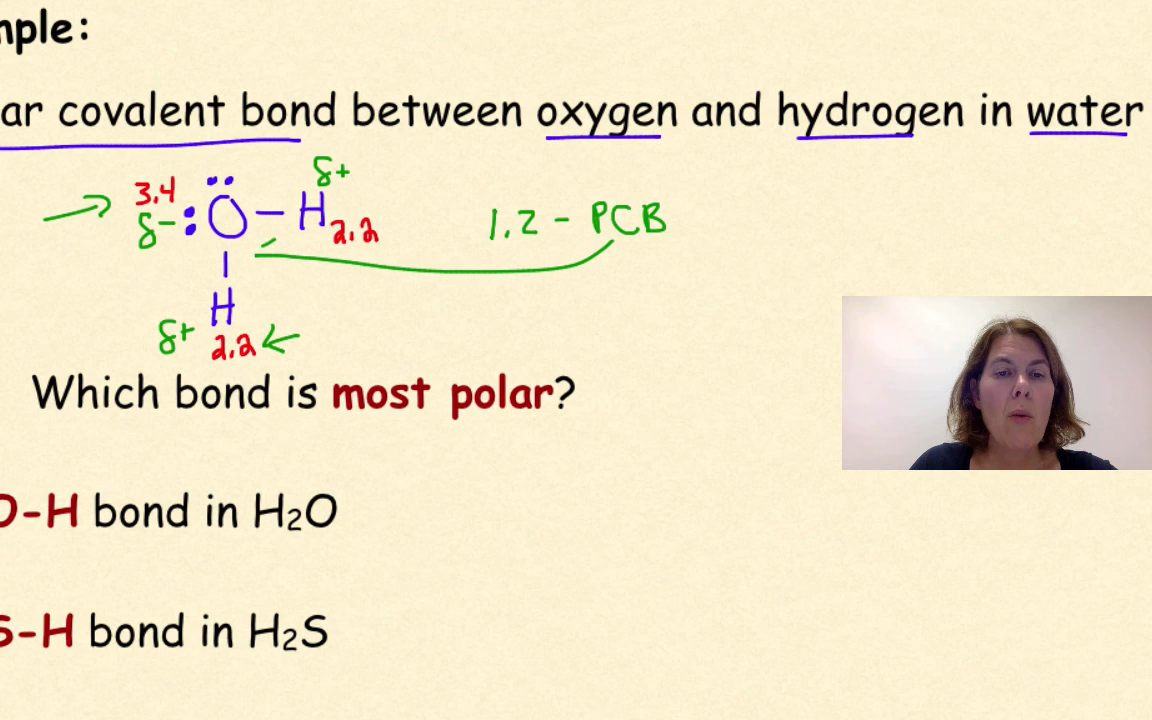 mple:
ar covalent bond between oxygen and hydrogen in water
δ+
3.4
δ- :Ö-H 2.2
1.2 - PCB
H
δ+
2.2
Which bond is most polar?
O-H bond in H₂O
S-H bond in H₂S